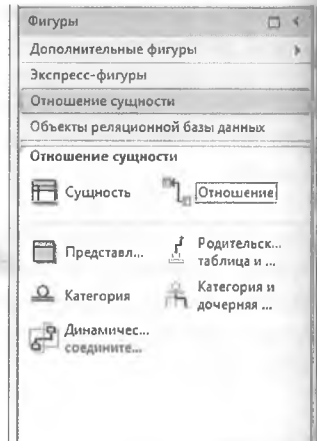 Фигуры
Дополнительные фигуры
Экспресс-фигуры
Отношение сущности
Объекты реляционной базы данных
Отношение сущности
Сущность
Отношение
Представл...
Родительск...
таблица и ...
Категория
Категория и
дочерняя ...
Динамичес...
соедините...